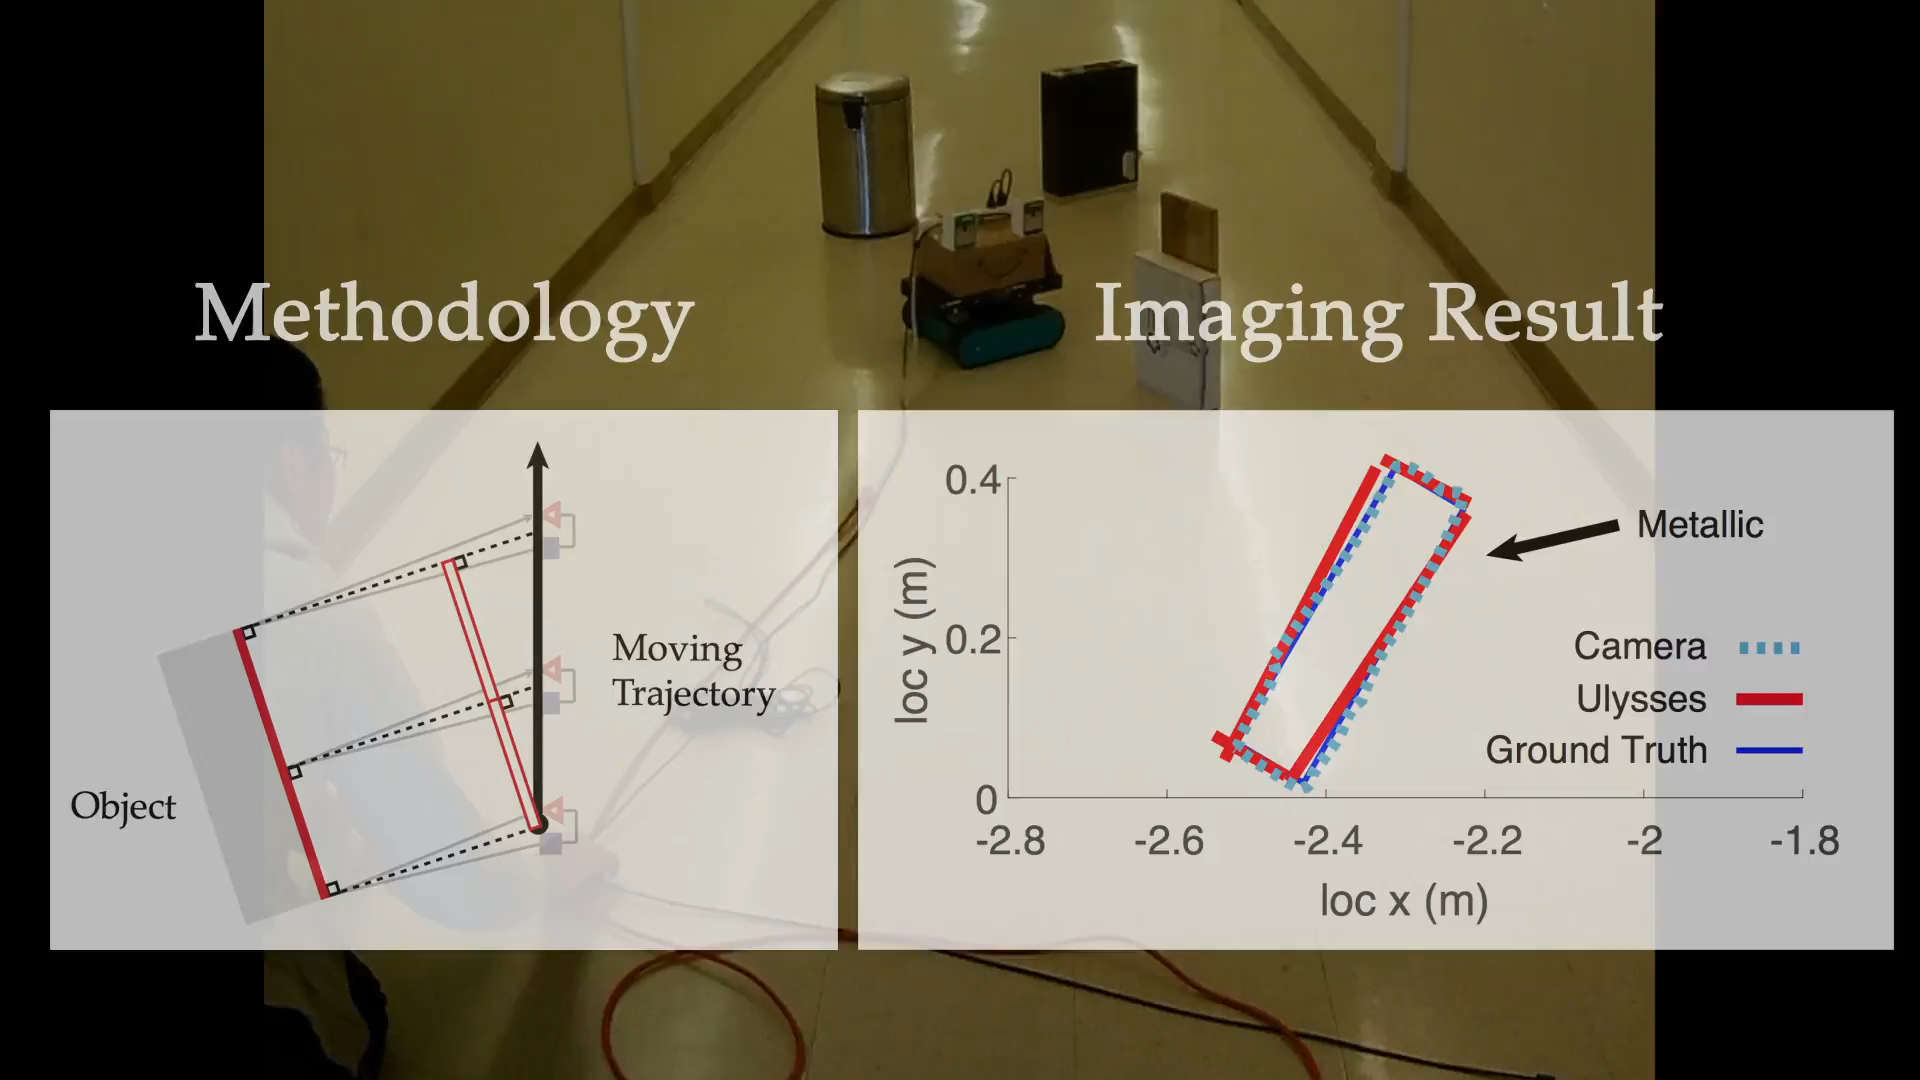 Methodology
Imaging Result
Object
Moving
Trajectory
loc y (m)
0.4
0.2
0
-2.8 -2.6 -2.4 -2.2 -2 -1.8
loc x (m)
Metallic
Camera
Ulysses
Ground Truth